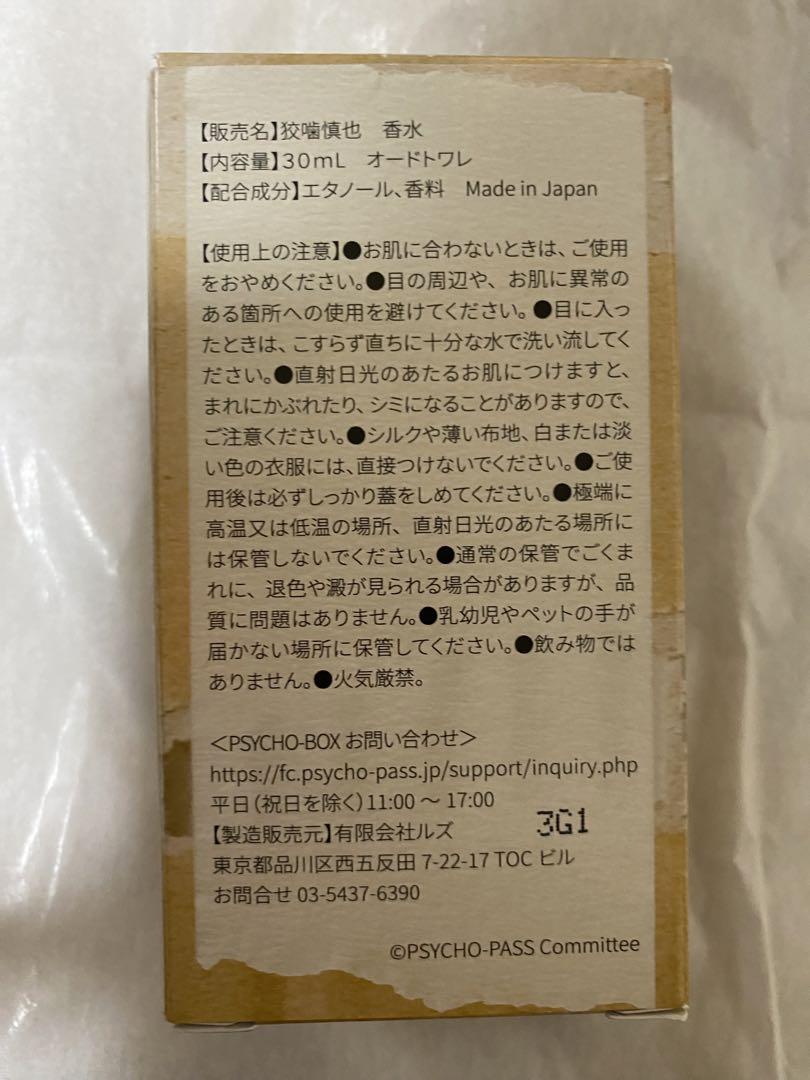 【販売名】狡噛慎也　香水
【内容量】30mL　オードトワレ
【配合成分】エタノール、香料　Made in Japan
【使用上の注意】●お肌に合わないときは、ご使用
をおやめください。●目の周辺や、お肌に異常の
ある箇所への使用を避けてください。●目に入っ
たときは、こすらず直ちに十分な水で洗い流してく
ださい。●直射日光のあたるお肌につけますと、
まれにかぶれたり、シミになることがありますので、
ご注意ください。●シルクや薄い布地、白または淡
い色の衣服には、直接つけないでください。●ご使
用後は必ずしっかり蓋をしめてください。●極端に
高温又は低温の場所、直射日光のあたる場所に
は保管しないでください。●通常の保管でごくま
れに、退色や澱が見られる場合がありますが、品
質に問題はありません。●乳幼児やペットの手が
届かない場所に保管してください。●飲み物では
ありません。●火気厳禁。
＜PSYCHO-BOX お問い合わせ＞
https://fc.psycho-pass.jp/support/inquiry.php
平日（祝日を除く）11:00 ～ 17:00
【製造販売元】有限会社ルズ
3G1
東京都品川区西五反田 7-22-17 TOC ビル
お問合せ 03-5437-6390
©PSYCHO-PASS Committee